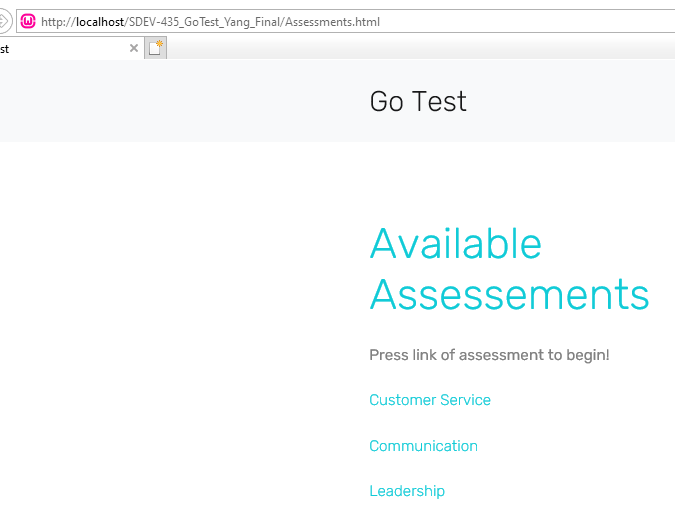 http://localhost/SDEV-435_GoTest_Yang_Final/Assessments.html
st
Go Test
Available
Assessements
Press link of assessment to begin!
Customer Service
Communication
Leadership